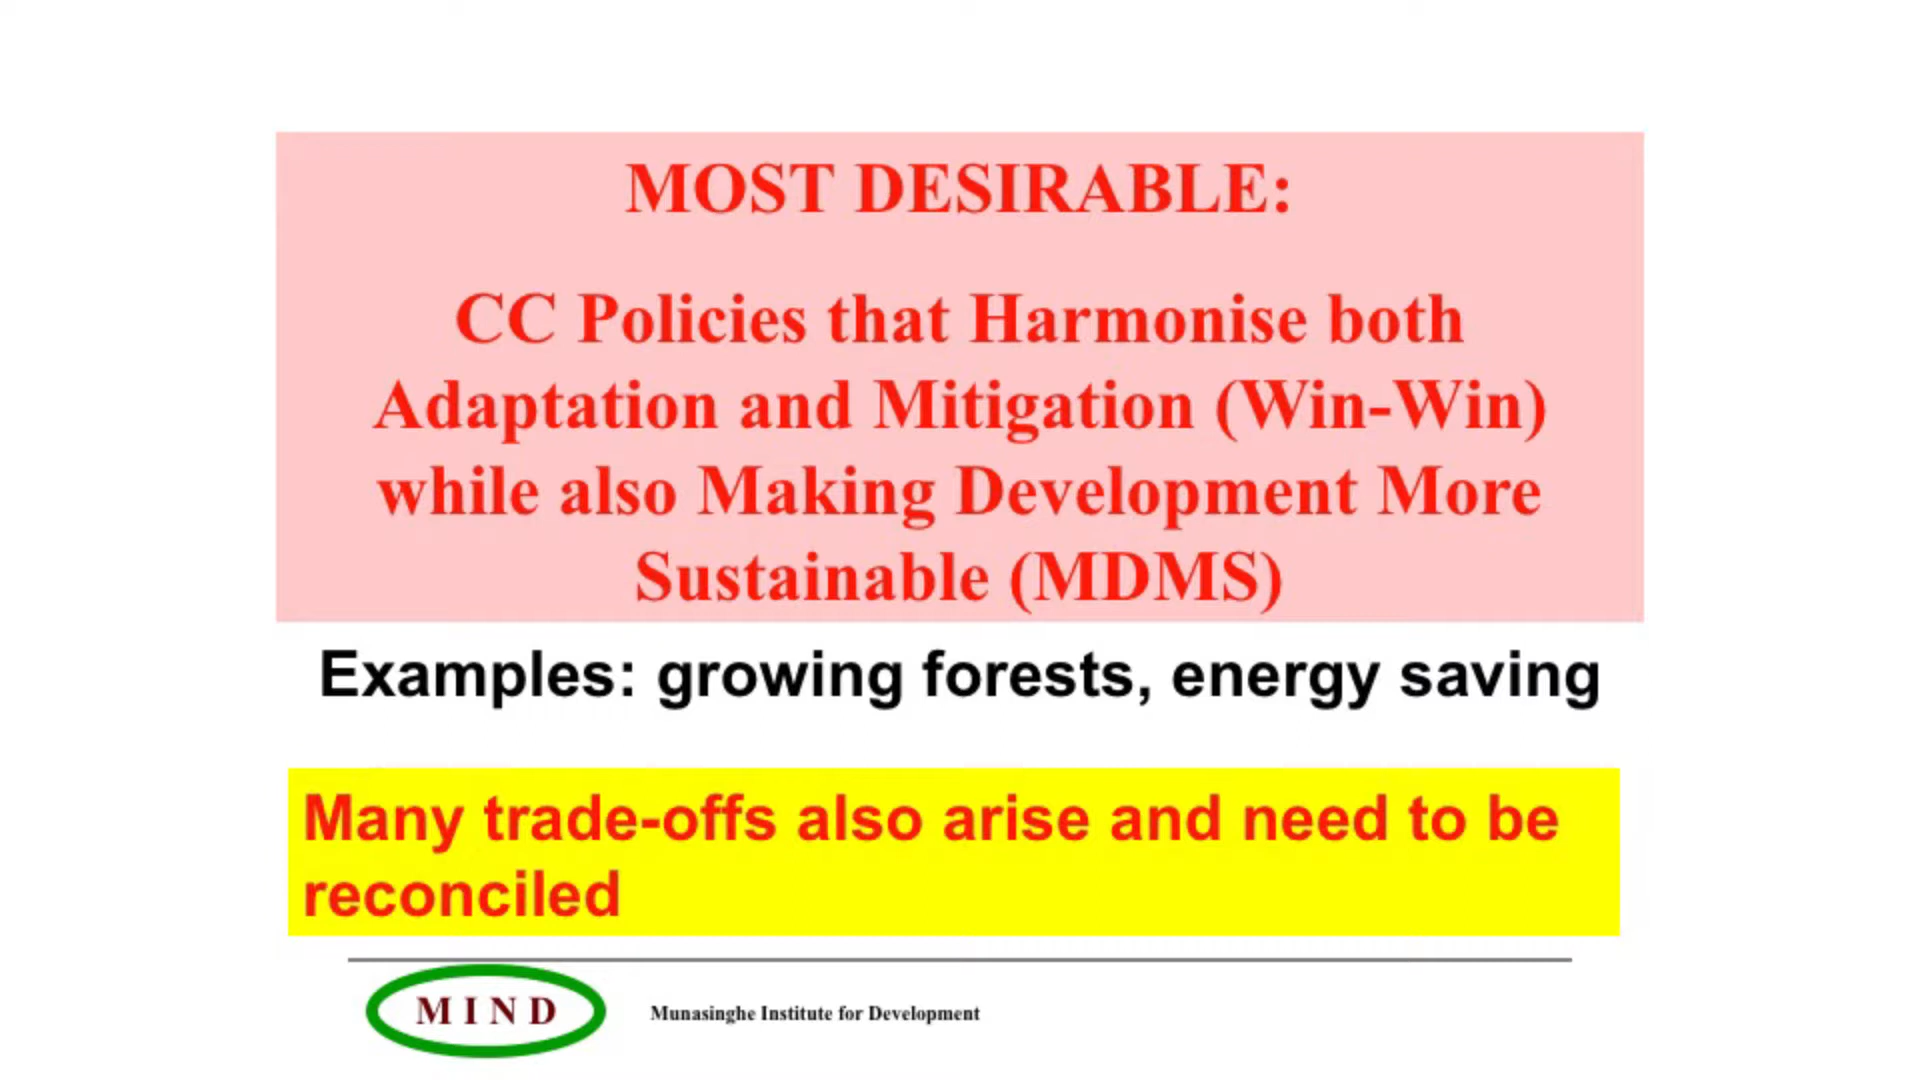 MOST DESIRABLE:
CC Policies that Harmonise both
Adaptation and Mitigation (Win-Win)
while also Making Development More
Sustainable (MDMS)
Examples: growing forests, energy saving
Many trade-offs also arise and need to be
reconciled
M I N D
Munasinghe Institute for Development